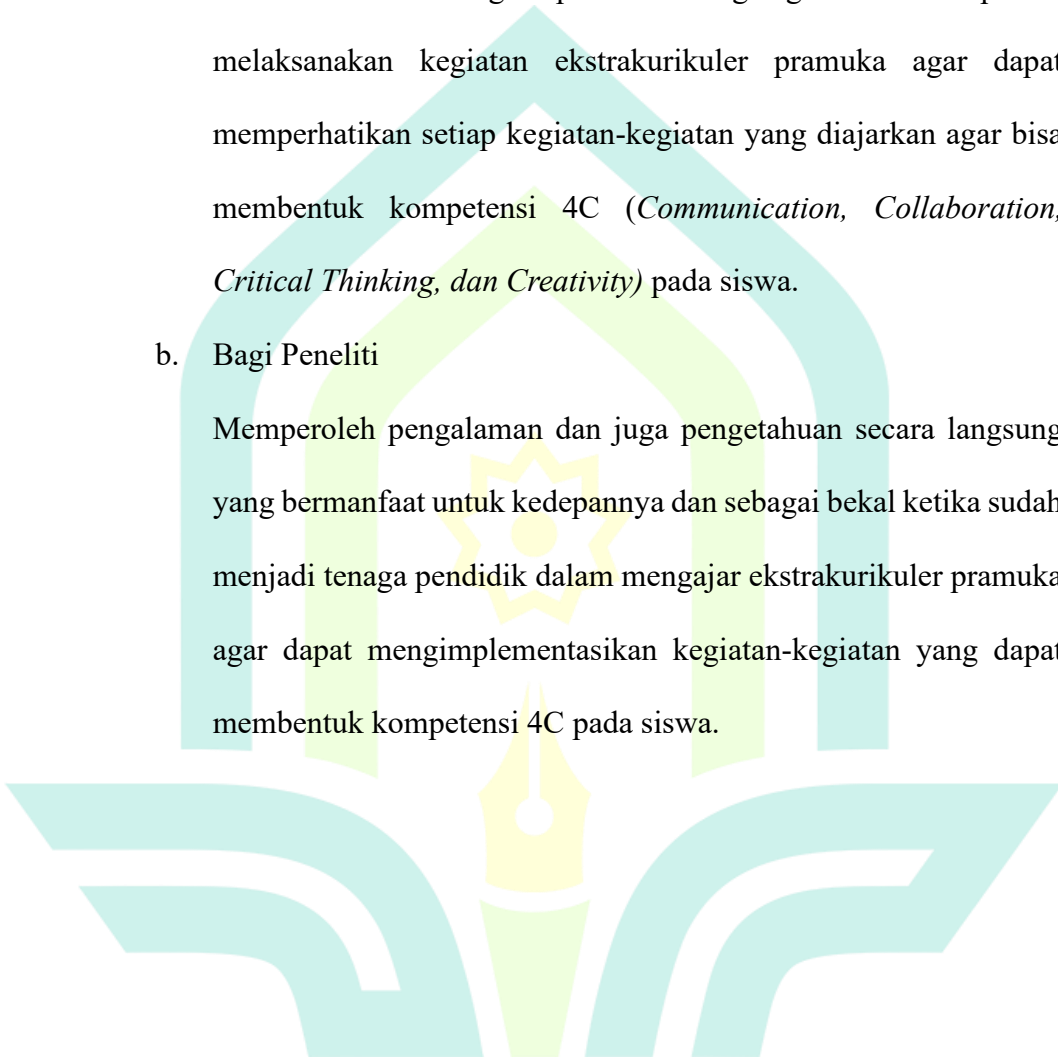 melaksanakan kegiatan ekstrakurikuler pramuka agar dapat
memperhatikan setiap kegiatan-kegiatan yang diajarkan agar bisa
membentuk kompetensi 4C (Communication, Collaboration,
Critical Thinking, dan Creativity) pada siswa.
b. Bagi Peneliti
Memperoleh pengalaman dan juga pengetahuan secara langsung
yang bermanfaat untuk kedepannya dan sebagai bekal ketika sudah
menjadi tenaga pendidik dalam mengajar ekstrakurikuler pramuka
agar dapat mengimplementasikan kegiatan-kegiatan yang dapat
membentuk kompetensi 4C pada siswa.